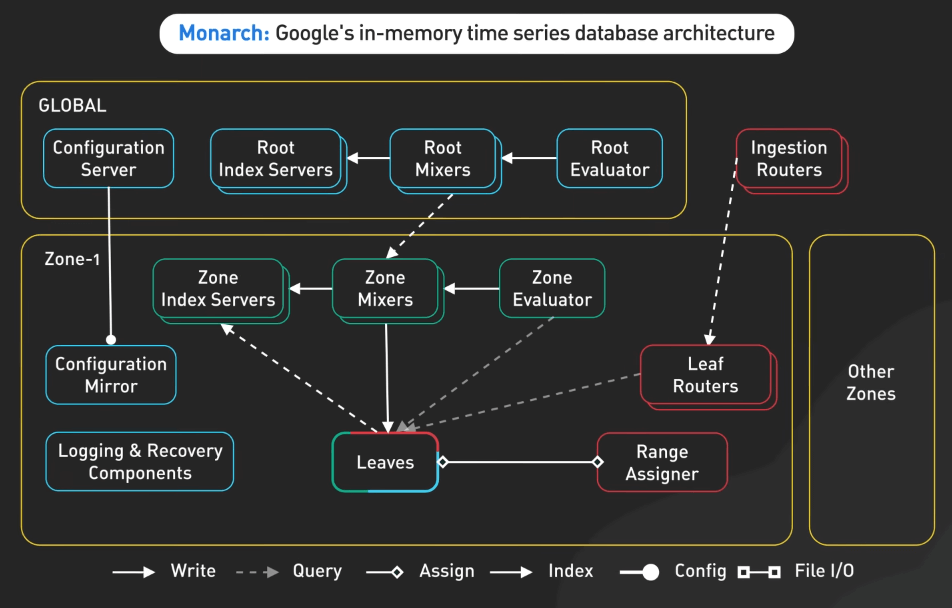 Monarch: Google's in-memory time series database architecture
GLOBAL
Configuration
Server
Root
Index Servers
Root
Mixers
Root
Evaluator
Ingestion
Routers
Zone-1
Zone
Index Servers
Zone
Mixers
Zone
Evaluator
Configuration
Mirror
Leaf
Routers
Other
Zones
Logging & Recovery
Components
Leaves
Range
Assigner
Write
Query
Assign
Index
Config
File I/O